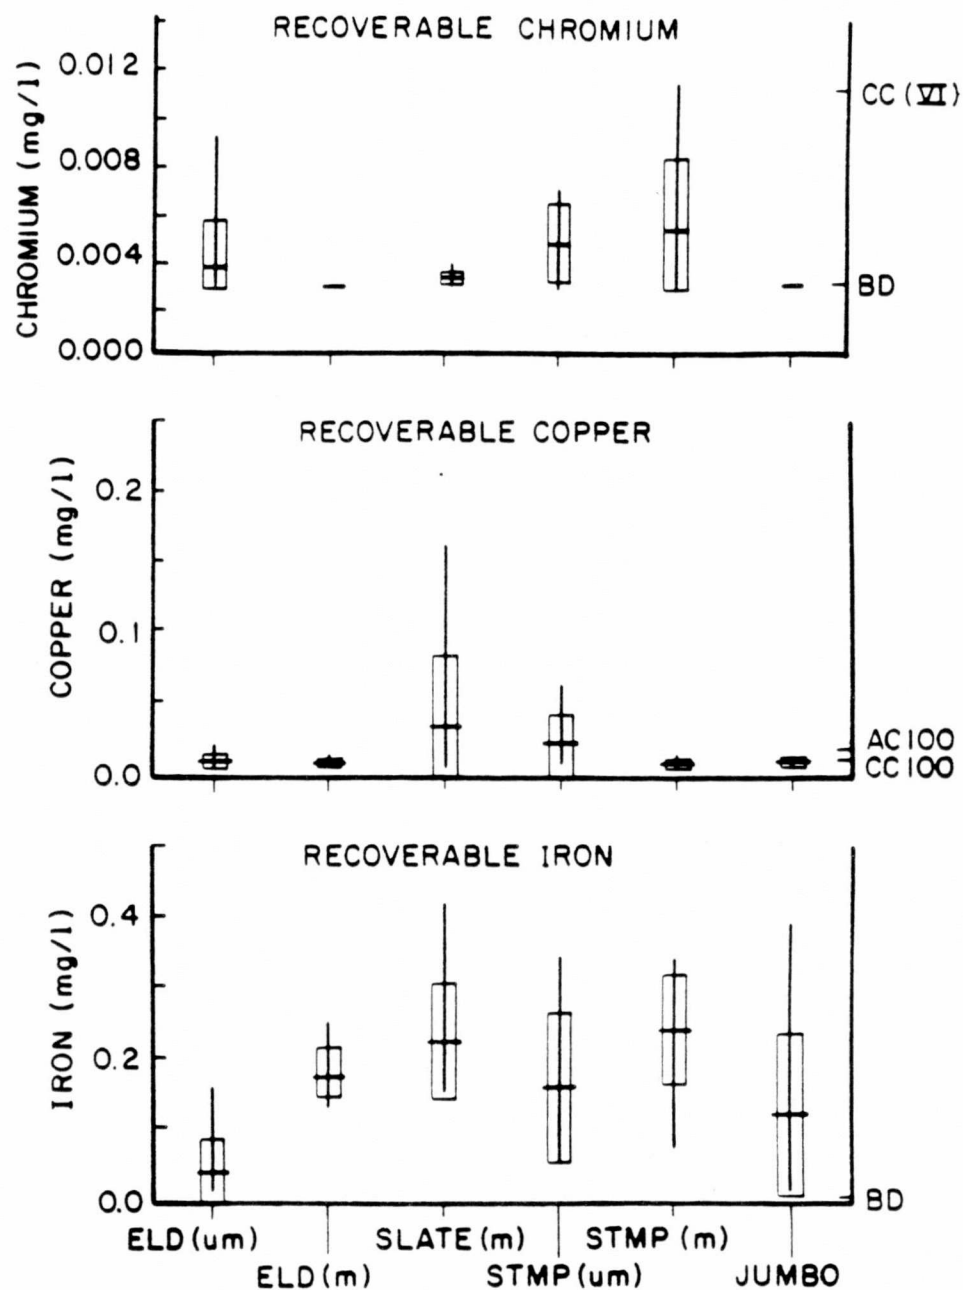 RECOVERABLE CHROMIUM
CHROMIUM (mg/l)
0.012
0.008
0.004
0.000
CC (VI)
BD
RECOVERABLE COPPER
COPPER (mg/l)
0.2
0.1
0.0
AC100
CC100
RECOVERABLE IRON
IRON (mg/l)
0.4
0.2
0.0
BD
ELD (um)
SLATE (m)
STMP (m)
ELD (m)
STMP (um)
JUMBO